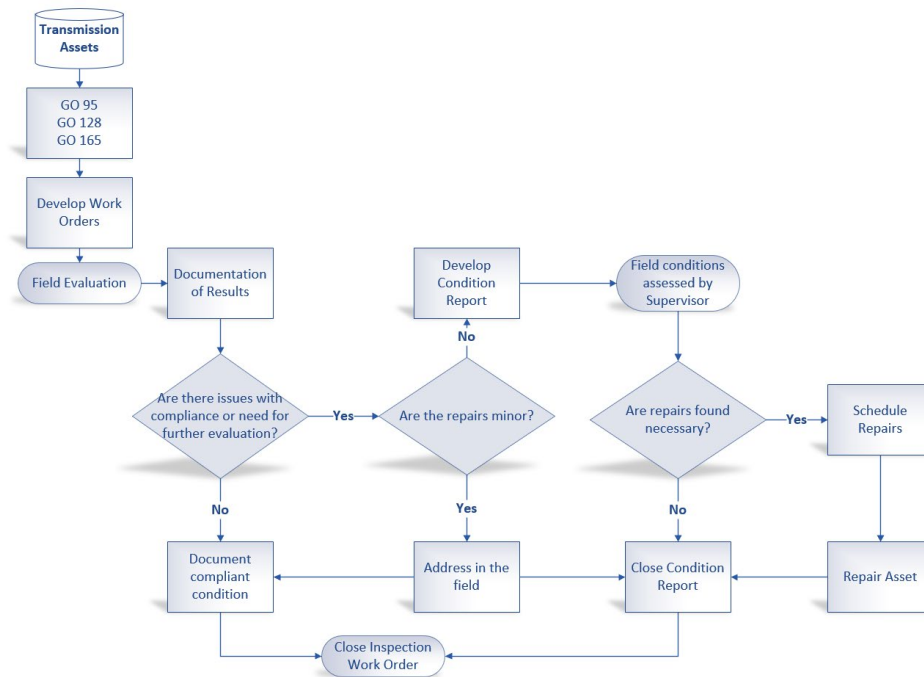 Transmission
Assets
GO 95
GO 128
GO 165
Develop Work
Orders
Field Evaluation
Documentation
of Results
Develop
Condition
Report
Field conditions
assessed by
Supervisor
No
Are there issues with
compliance or need for
further evaluation?
Yes
Are the repairs minor?
Are repairs found
necessary?
Yes
Schedule
Repairs
No
Yes
No
Document
compliant
condition
Address in the
field
Close Condition
Report
Repair Asset
Close Inspection
Work Order